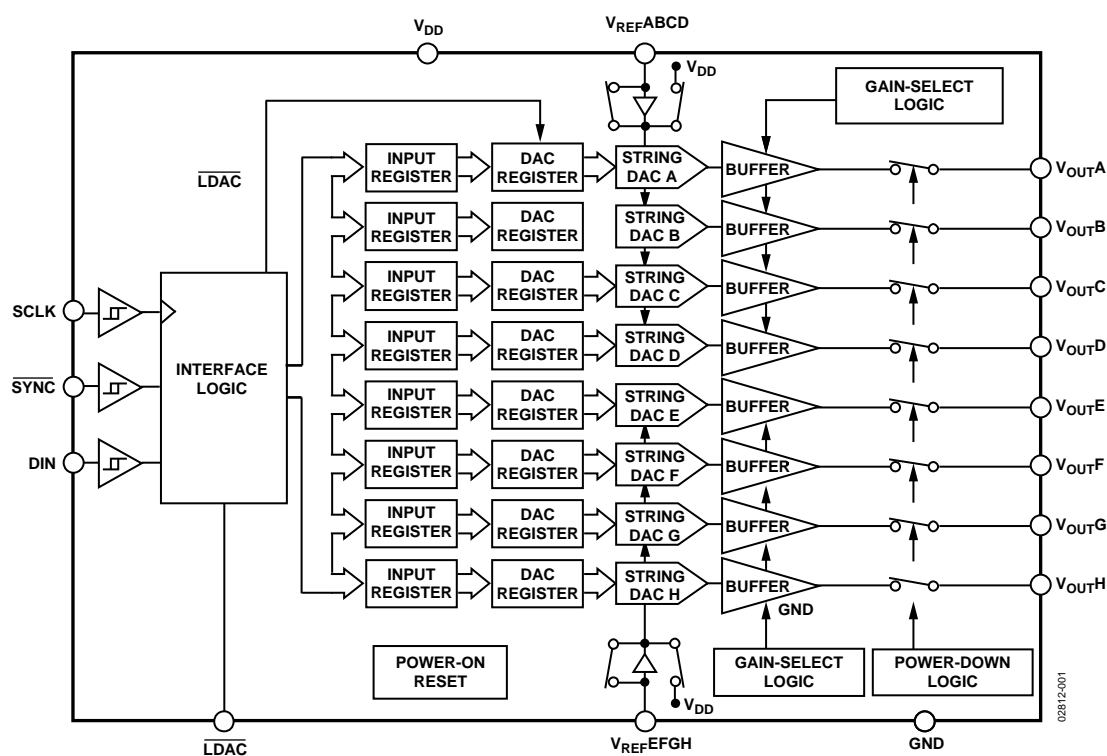 VDD
VREFABCD
VDD
GAIN-SELECT
LOGIC
LDAC
INPUT
REGISTER
DAC
REGISTER
STRING
DAC A
BUFFER
VOUTA
INPUT
REGISTER
DAC
REGISTER
STRING
DAC B
BUFFER
VOUTB
INPUT
REGISTER
DAC
REGISTER
STRING
DAC C
BUFFER
VOUTC
SCLK
INPUT
REGISTER
DAC
REGISTER
STRING
DAC D
BUFFER
VOUTD
INTERFACE
LOGIC
SYNC
INPUT
REGISTER
DAC
REGISTER
STRING
DAC E
BUFFER
VOUTE
DIN
INPUT
REGISTER
DAC
REGISTER
STRING
DAC F
BUFFER
VOUTF
INPUT
REGISTER
DAC
REGISTER
STRING
DAC G
BUFFER
VOUTG
INPUT
REGISTER
DAC
REGISTER
STRING
DAC H
BUFFER
VOUTH
GND
POWER-ON
RESET
GAIN-SELECT
LOGIC
POWER-DOWN
LOGIC
VDD
LDAC
VREFEFGH
GND
02812-001